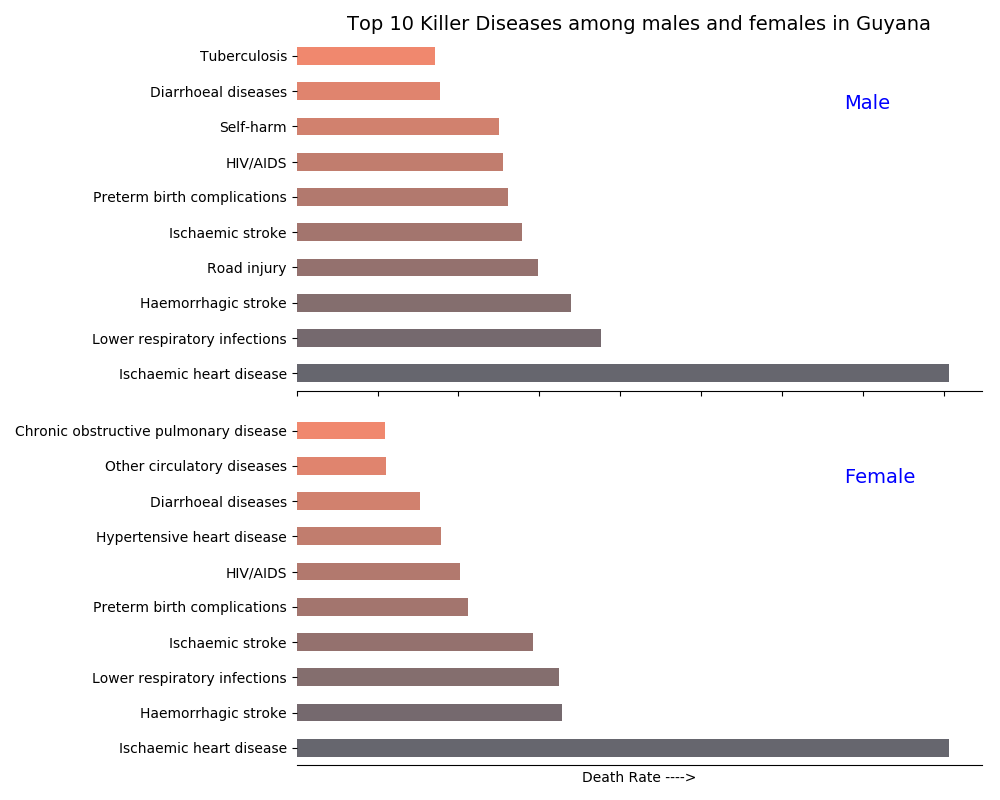 Top 10 Killer Diseases among males and females in Guyana
Tuberculosis
Diarrhoeal diseases
Male
Self-harm
HIV/AIDS
Preterm birth complications
Ischaemic stroke
Road injury
Haemorrhagic stroke
Lower respiratory infections
Ischaemic heart disease
Chronic obstructive pulmonary disease
Other circulatory diseases
Female
Diarrhoeal diseases
Hypertensive heart disease
HIV/AIDS
Preterm birth complications
Ischaemic stroke
Lower respiratory infections
Haemorrhagic stroke
Ischaemic heart disease
Death Rate ---->